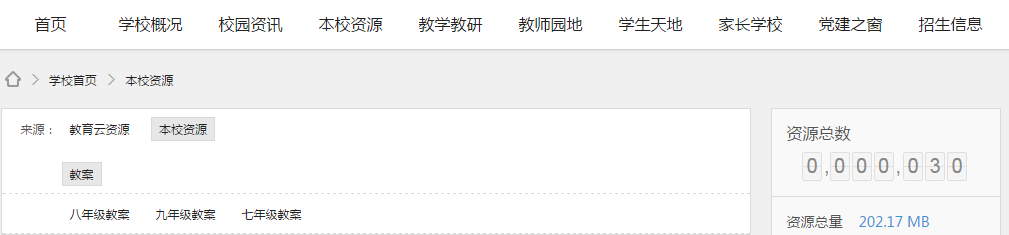 首页 学校概况 校园资讯 本校资源 教学教研 教师园地 学生天地 家长学校 党建之窗 招生信息
学校首页 本校资源
来源： 教育云资源 本校资源
教案
八年级教案 九年级教案 七年级教案
资源总数
0,000,030
资源总量 202.17 MB